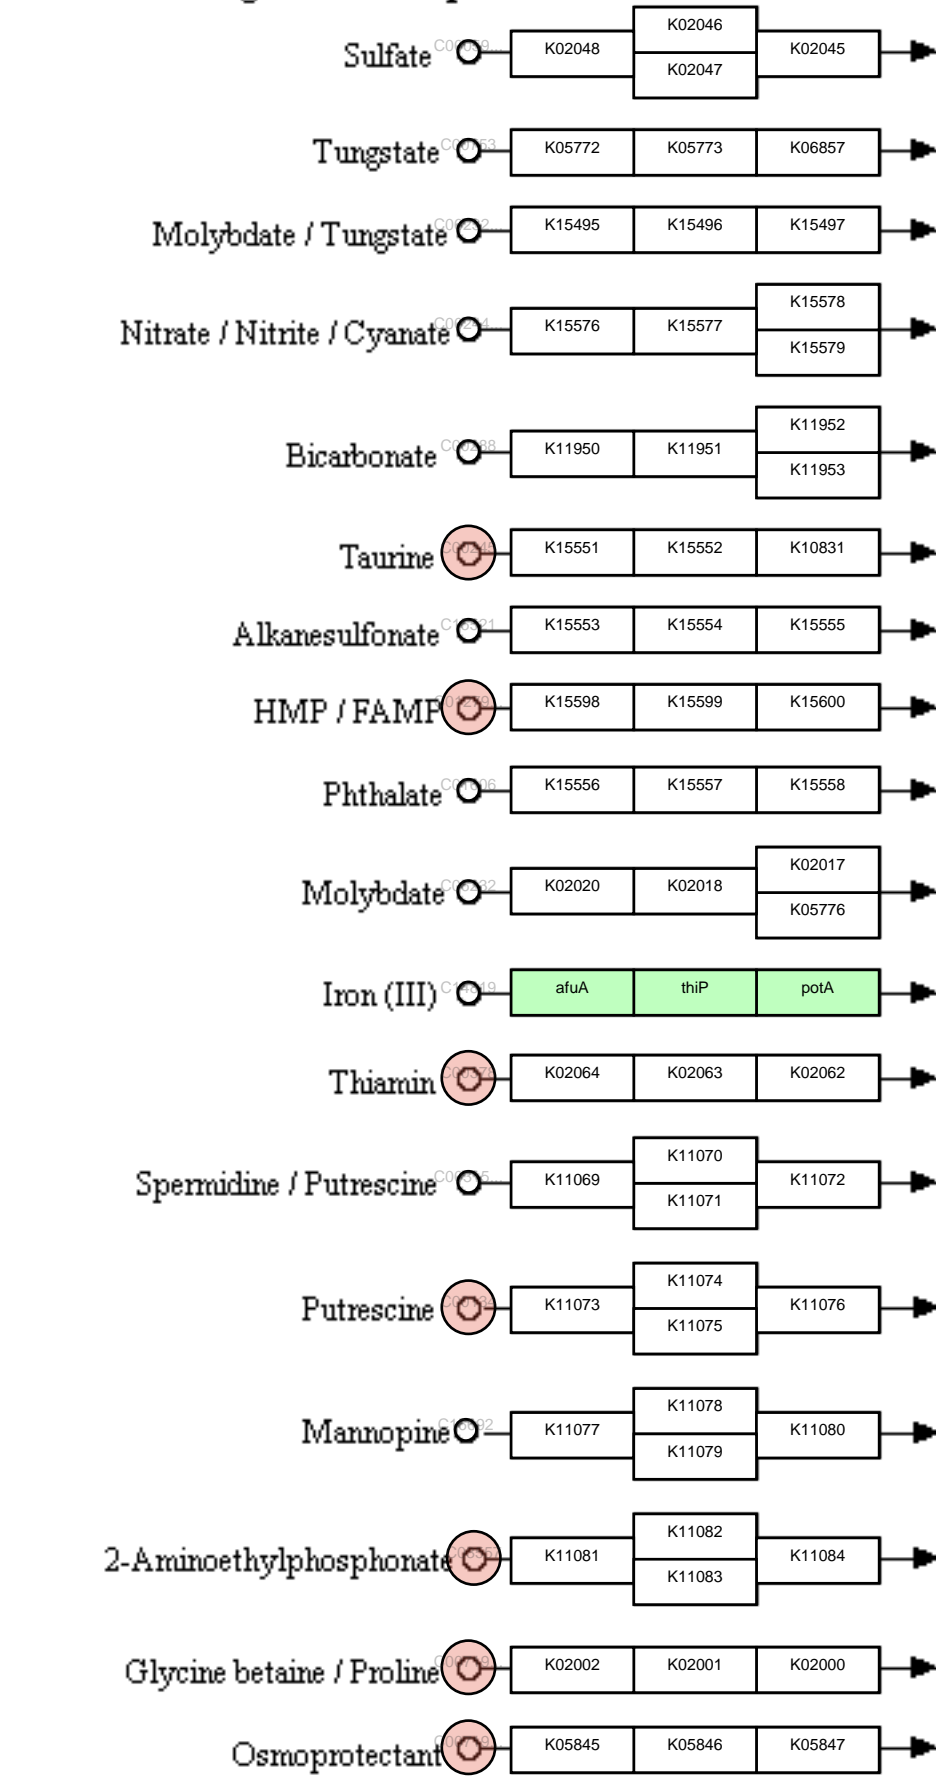 K02046
Sulfate K02048 K02045
K02047
Tungstate K05772 K05773 K06857
Molybdate / Tungstate K15495 K15496 K15497
K15578
Nitrate / Nitrite / Cyanate K15576 K15577
K15579
K11952
Bicarbonate K11950 K11951
K11953
Taurine K15551 K15552 K10831
Alkanesulfonate K15553 K15554 K15555
HMP / FAMP K15598 K15599 K15600
Phthalate K15556 K15557 K15558
K02017
Molybdate K02020 K02018
K05776
Iron (III) afuA thiP potA
Thiamin K02064 K02063 K02062
K11070
Spermidine / Putrescine K11069 K11072
K11071
K11074
Putrescine K11073 K11076
K11075
K11078
Mannopine K11077 K11080
K11079
K11082
2-Aminoethylphosphonate K11081 K11084
K11083
Glycine betaine / Proline K02002 K02001 K02000
Osmoprotectant K05845 K05846 K05847